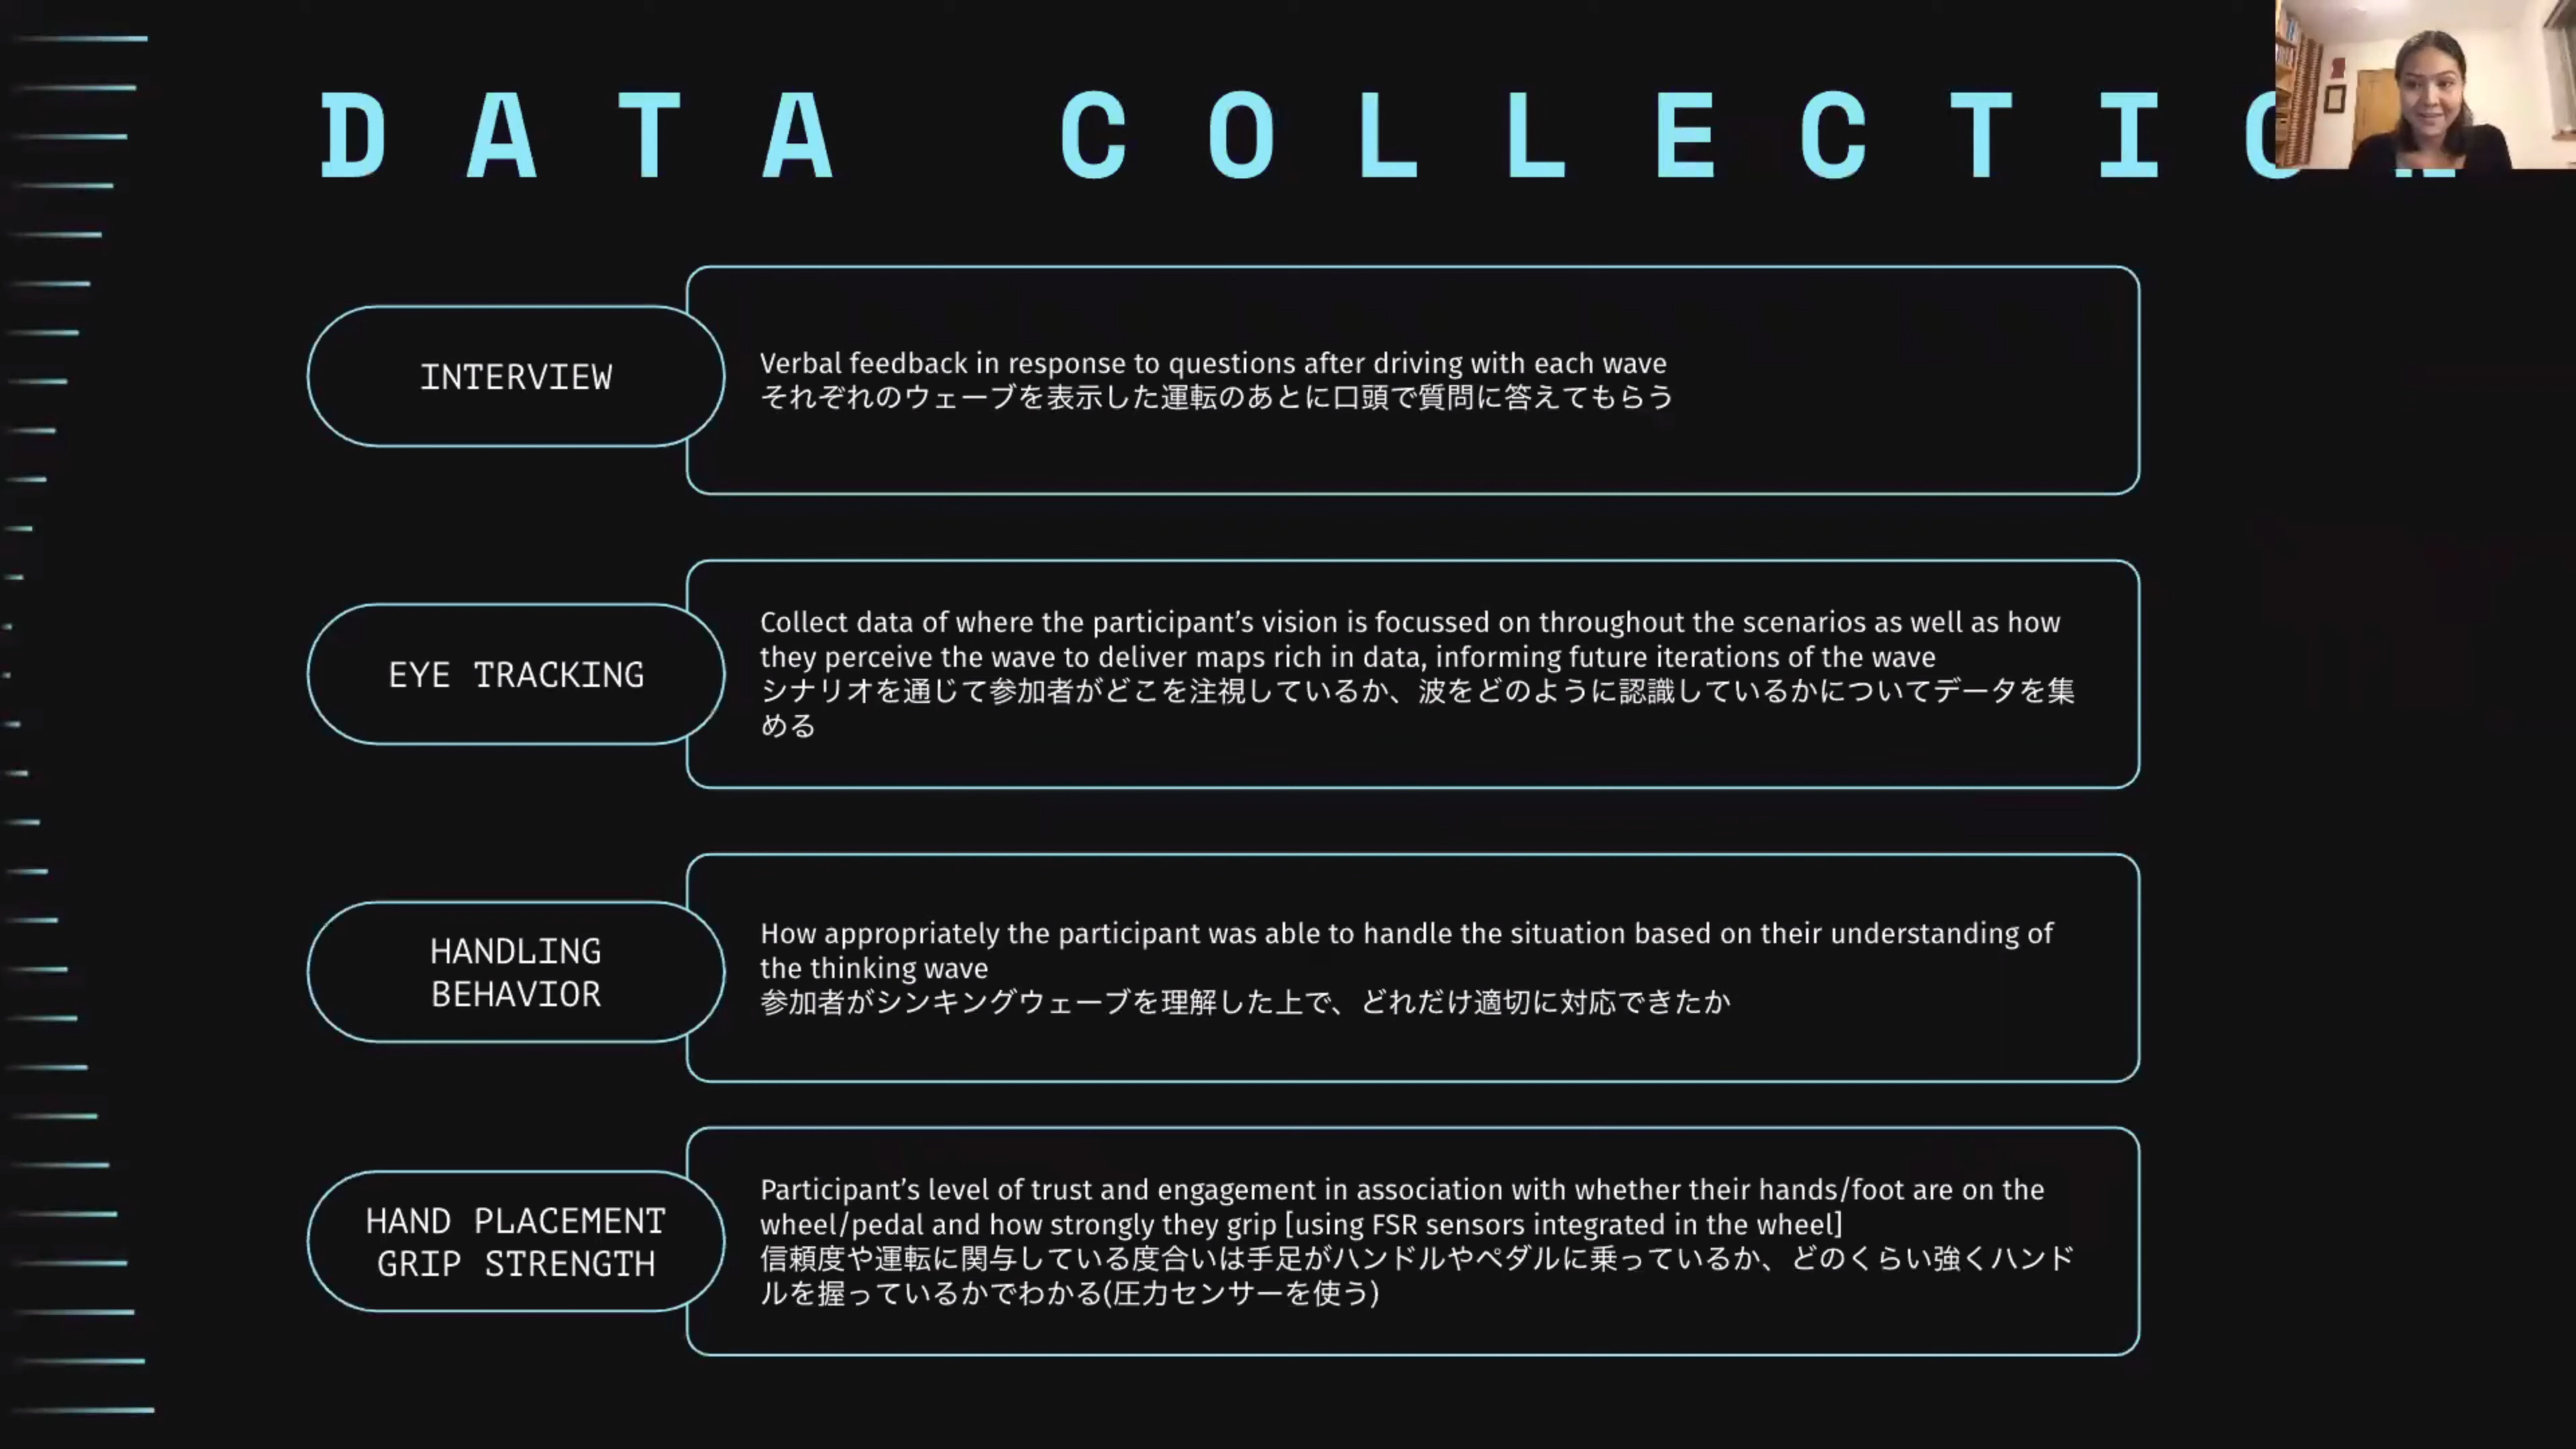 DATA COLLECTIO
INTERVIEW
Verbal feedback in response to questions after driving with each wave
それぞれのウェーブを表示した運転のあとに口頭で質問に答えてもらう
EYE TRACKING
Collect data of where the participant’s vision is focussed on throughout the scenarios as well as how
they perceive the wave to deliver maps rich in data, informing future iterations of the wave
シナリオを通じて参加者がどこを注視しているか、波をどのように認識しているかについてデータを集
める
HANDLING
BEHAVIOR
How appropriately the participant was able to handle the situation based on their understanding of
the thinking wave
参加者がシンキングウェーブを理解した上で、どれだけ適切に対応できたか
HAND PLACEMENT
GRIP STRENGTH
Participant’s level of trust and engagement in association with whether their hands/foot are on the
wheel/pedal and how strongly they grip [using FSR sensors integrated in the wheel]
信頼度や運転に関与している度合いは手足がハンドルやペダルに乗っているか、どのくらい強くハンド
ルを握っているかでわかる(圧力センサーを使う)